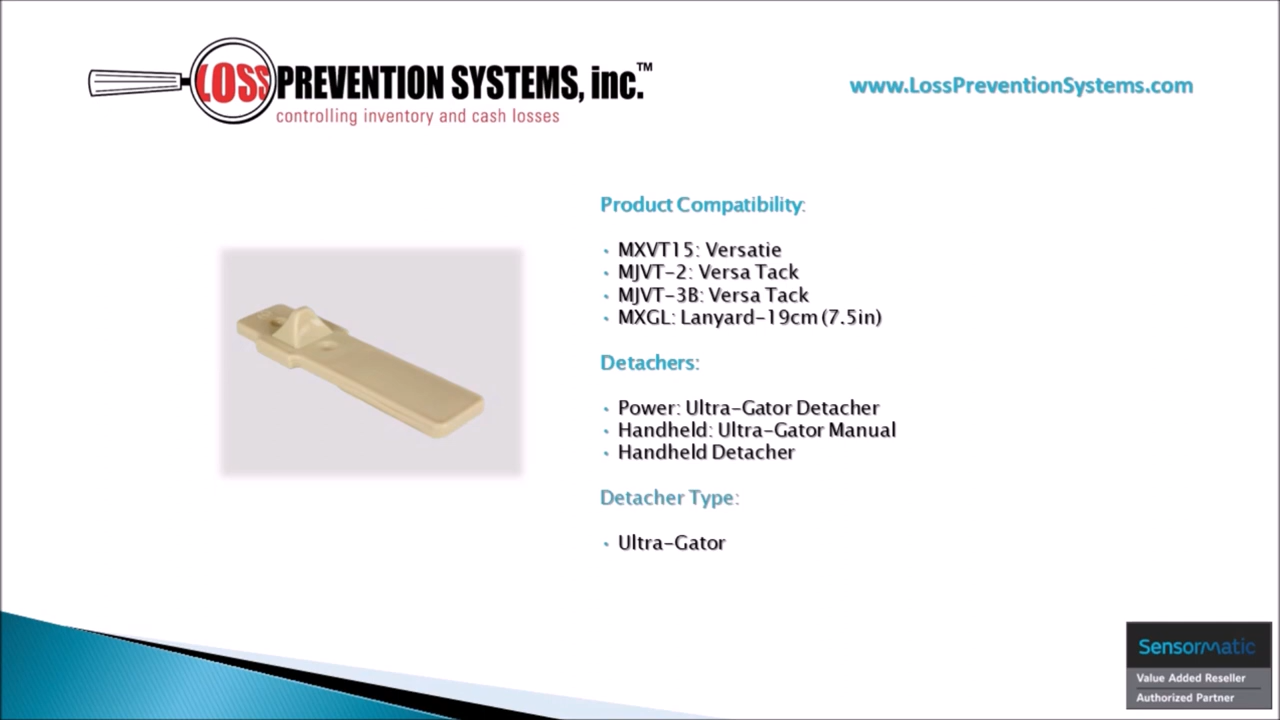 LOSS PREVENTION SYSTEMS, inc.™
controlling inventory and cash losses
www.LossPreventionSystems.com
Product Compatibility:
• MXVT15: Versatie
• MJVT-2: Versa Tack
• MJVT-3B: Versa Tack
• MXGL: Lanyard-19cm (7.5in)
Detachers:
• Power: Ultra-Gator Detacher
• Handheld: Ultra-Gator Manual
• Handheld Detacher
Detacher Type:
• Ultra-Gator
Sensormatic
Value Added Reseller
Authorized Partner